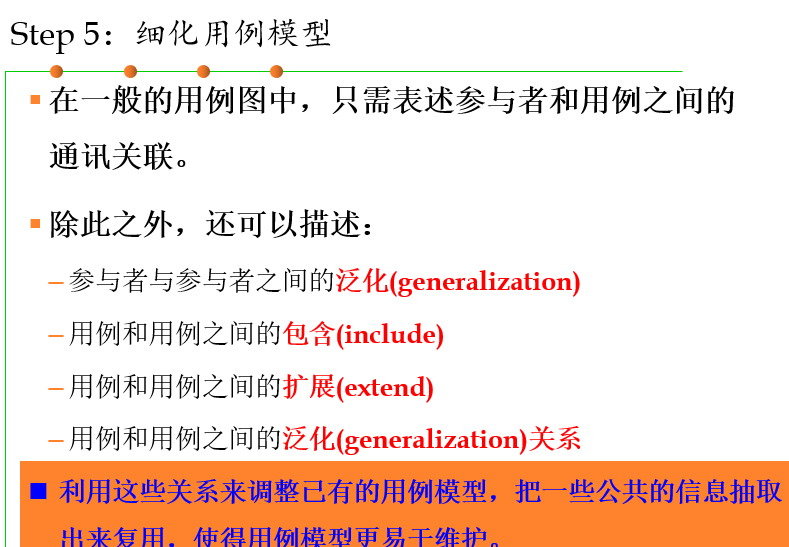 Step 5：细化用例模型
在一般的用例图中，只需表述参与者和用例之间的
通讯关联。
除此之外，还可以描述：
–参与者与参与者之间的泛化(generalization)
–用例和用例之间的包含(include)
–用例和用例之间的扩展(extend)
–用例和用例之间的泛化(generalization)关系
利用这些关系来调整已有的用例模型，把一些公共的信息抽取
出来复用，使得用例模型更易于维护。